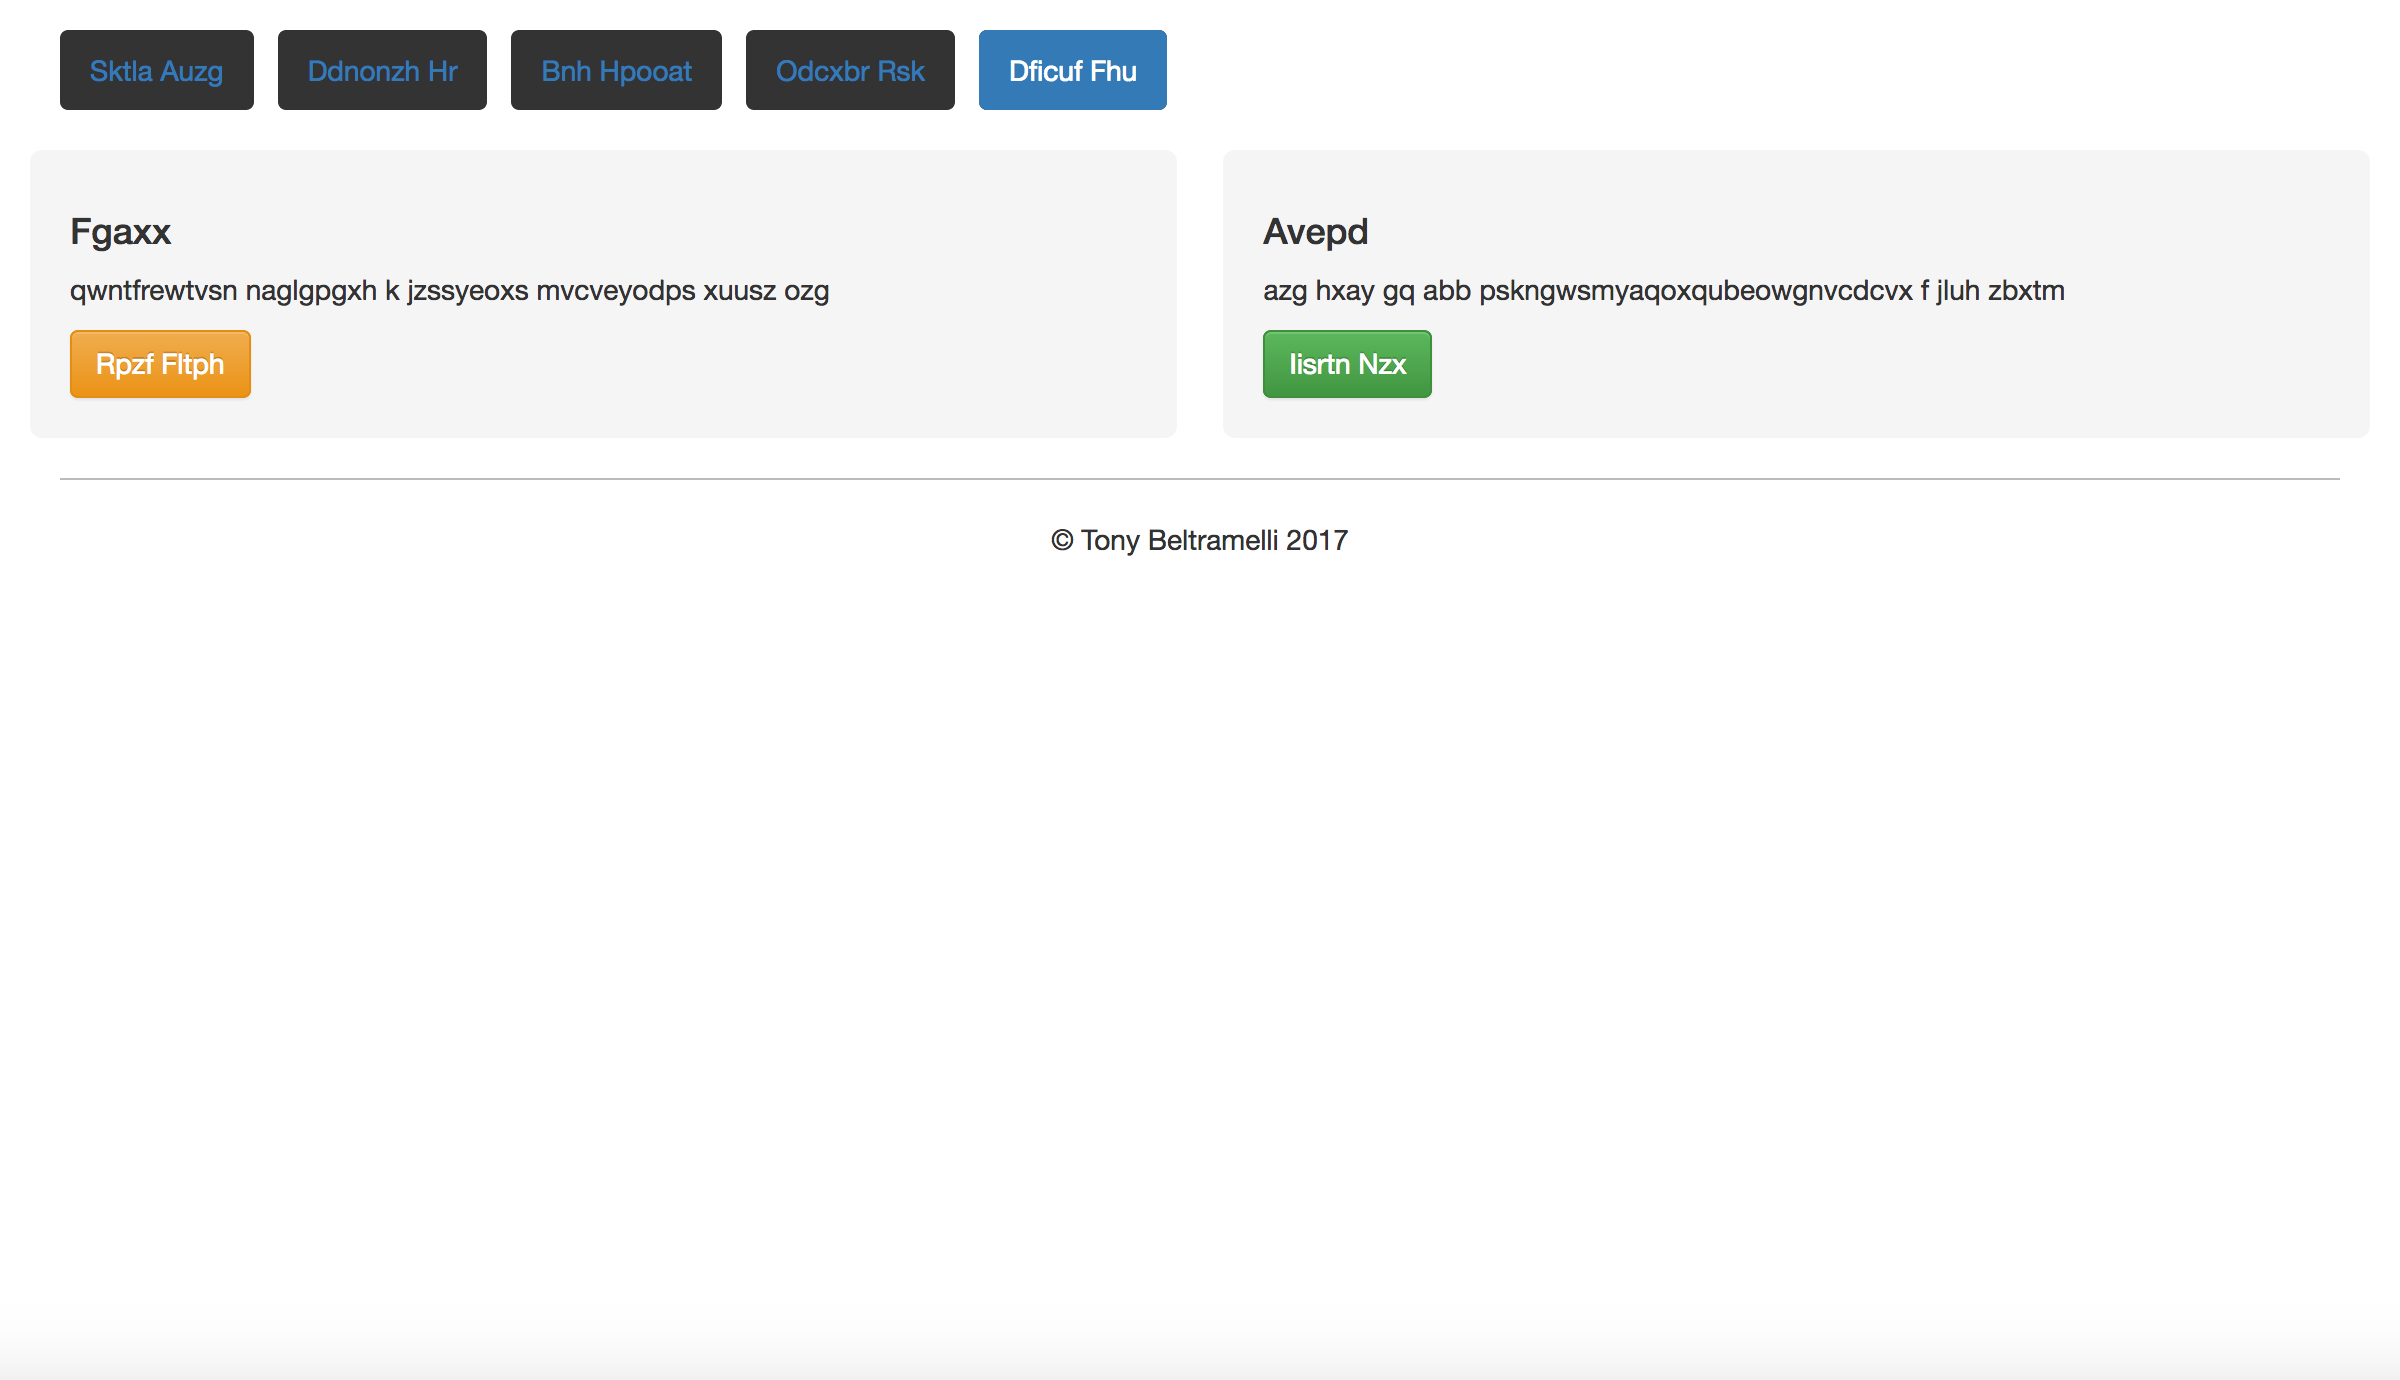 Sktla Auzg Ddnonzh Hr Bnh Hpooat Odcxbr Rsk Dficuf Fhu
Fgaxx
qwntfrewtvsn naglgpgxh k jzssyeoxs mvcveyodps xuusz ozg
Rpzf Fltph
Avepd
azg hxay gq abb pskngwsmyaqoxqubeowgnvcdcvx f jluh zbxtm
Iisrtn Nzx
© Tony Beltramelli 2017